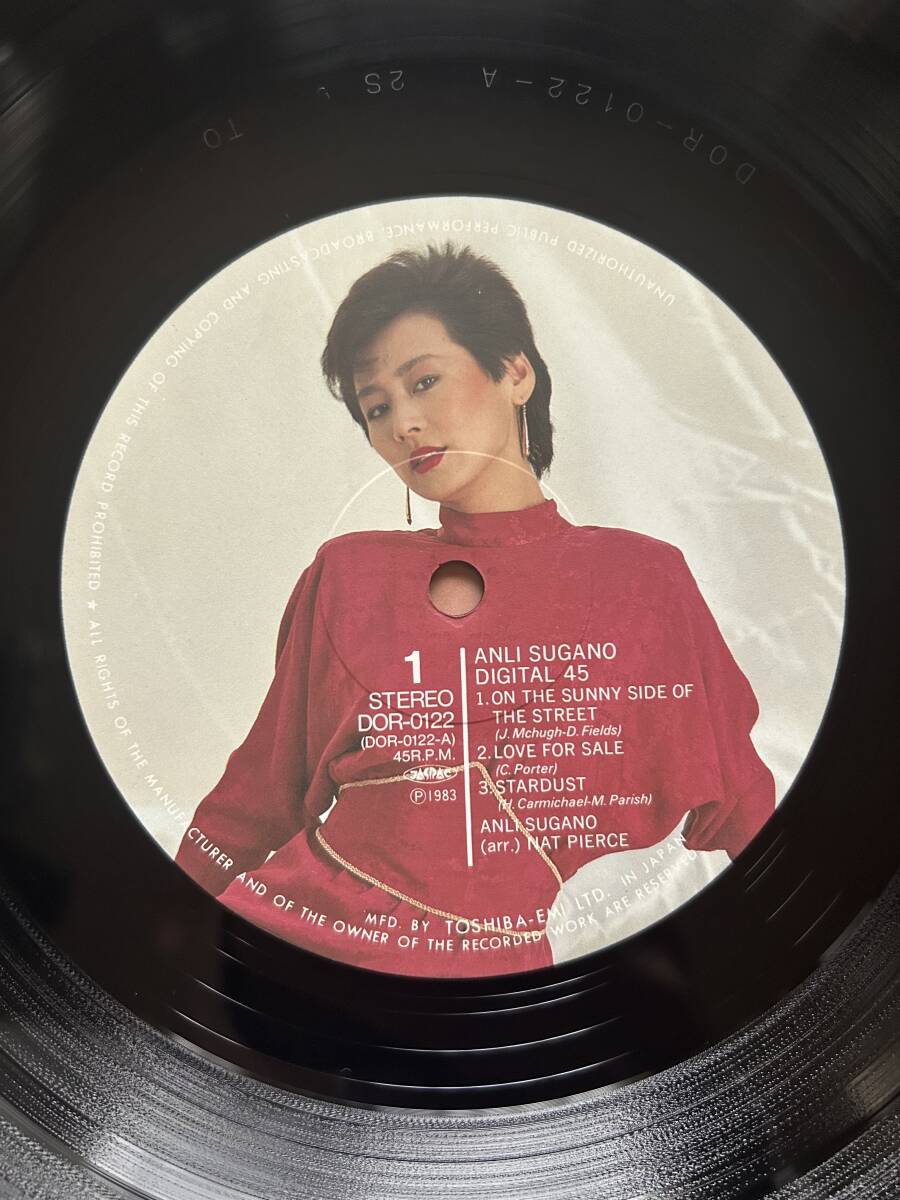 DOR-0122-A 2S
TO
UNAUTHORIZED PUBLIC PERFORMANCE, BROADCASTING AND COPYING OF THIS RECORD PROHIBITED ★ ALL RIGHTS OF THE MANUFACTURER AND OF THE OWNER OF THE RECORDED WORK ARE RESERVED
1
STEREO
DOR-0122
(DOR-0122-A)
45R.P.M.
JASRAC
Ⓟ1983
ANLI SUGANO
DIGITAL 45
1. ON THE SUNNY SIDE OF
THE STREET
(J. Mchugh-D. Fields)
2. LOVE FOR SALE
(C. Porter)
3. STARDUST
(H. Carmichael-M. Parish)
ANLI SUGANO
(arr.) NAT PIERCE
MFD. BY TOSHIBA-EMI LTD. IN JAPAN